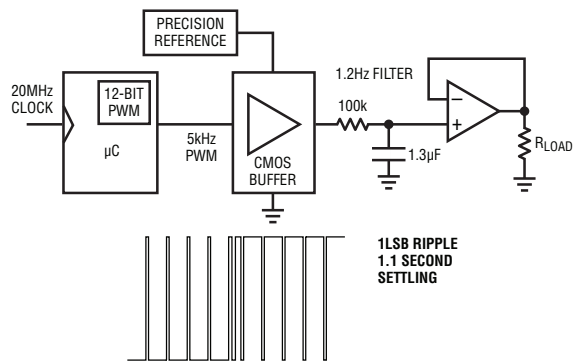 PRECISION
REFERENCE
20MHz
CLOCK
12-BIT
PWM
µC
5kHz
PWM
CMOS
BUFFER
1.2Hz FILTER
100k
1.3µF
−
+
RLOAD
1LSB RIPPLE
1.1 SECOND
SETTLING